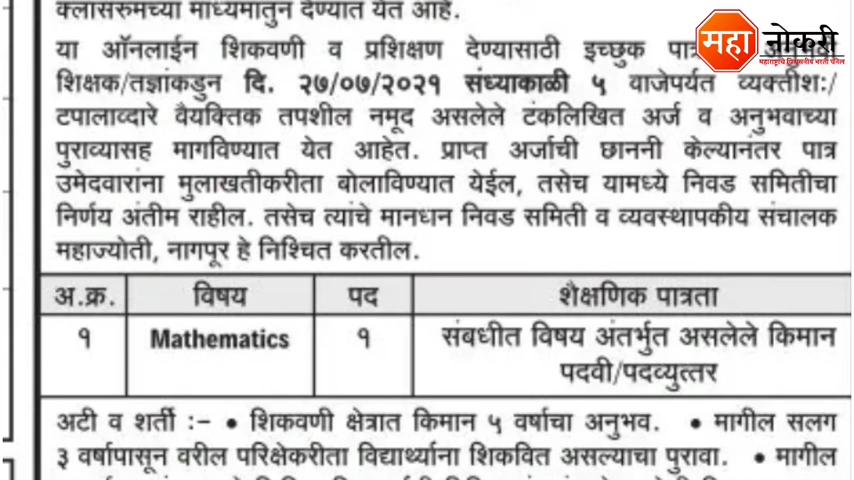 क्लासरुमच्या माध्यमातुन देण्यात येत आहे.
या ऑनलाईन शिकवणी व प्रशिक्षण देण्यासाठी इच्छुक
शिक्षक/तज्ञांकडुन दि. २७/०७/२०२१ संध्याकाळी ५ वाजेपर्यत व्यक्तीशः/
टपालाव्दारे वैयक्तिक तपशील नमूद असलेले टंकलिखित अर्ज व अनुभवाच्या
पुराव्यासह मागविण्यात येत आहेत. प्राप्त अर्जाची छाननी केल्यानंतर पात्र
उमेदवारांना मुलाखतीकरीता बोलाविण्यात येईल, तसेच यामध्ये निवड समितीचा
निर्णय अंतीम राहील. तसेच त्यांचे मानधन निवड समिती व व्यवस्थापकीय संचालक
महाज्योती, नागपूर हे निश्चित करतील.
अ.क्र. विषय पद शैक्षणिक पात्रता
१ Mathematics १ संबधीत विषय अंतर्भुत असलेले किमान
पदवी/पदव्युत्तर
अटी व शर्ती :- • शिकवणी क्षेत्रात किमान ५ वर्षाचा अनुभव. • मागील सलग
३ वर्षापासून वरील परिक्षेकरीता विद्यार्थ्यांना शिकवित असल्याचा पुरावा. • मागील
महा नोकरी